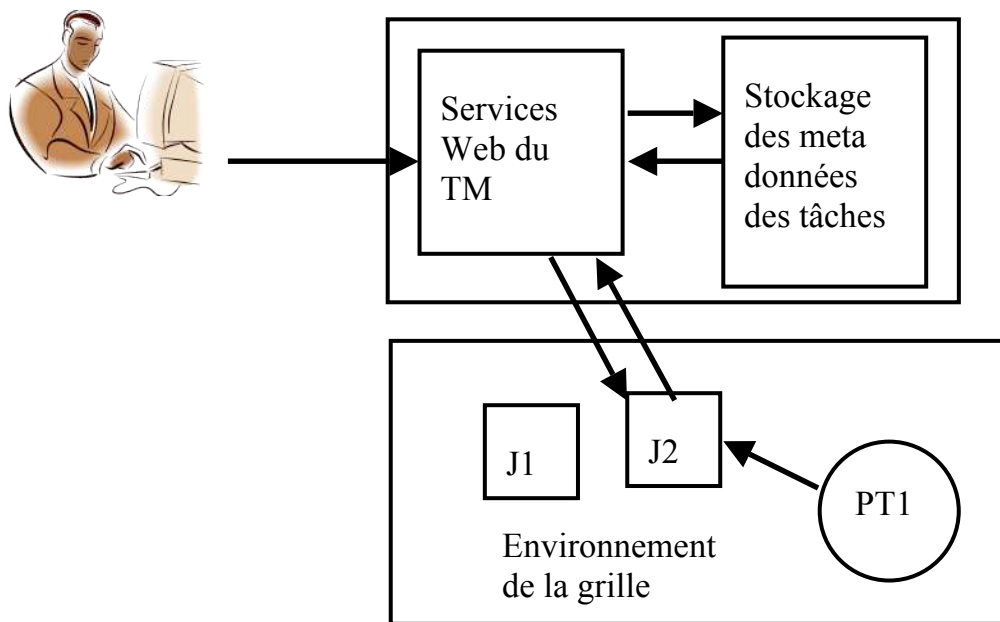 Services
Web du
TM
Stockage
des meta
données
des tâches
J1
J2
PT1
Environnement
de la grille